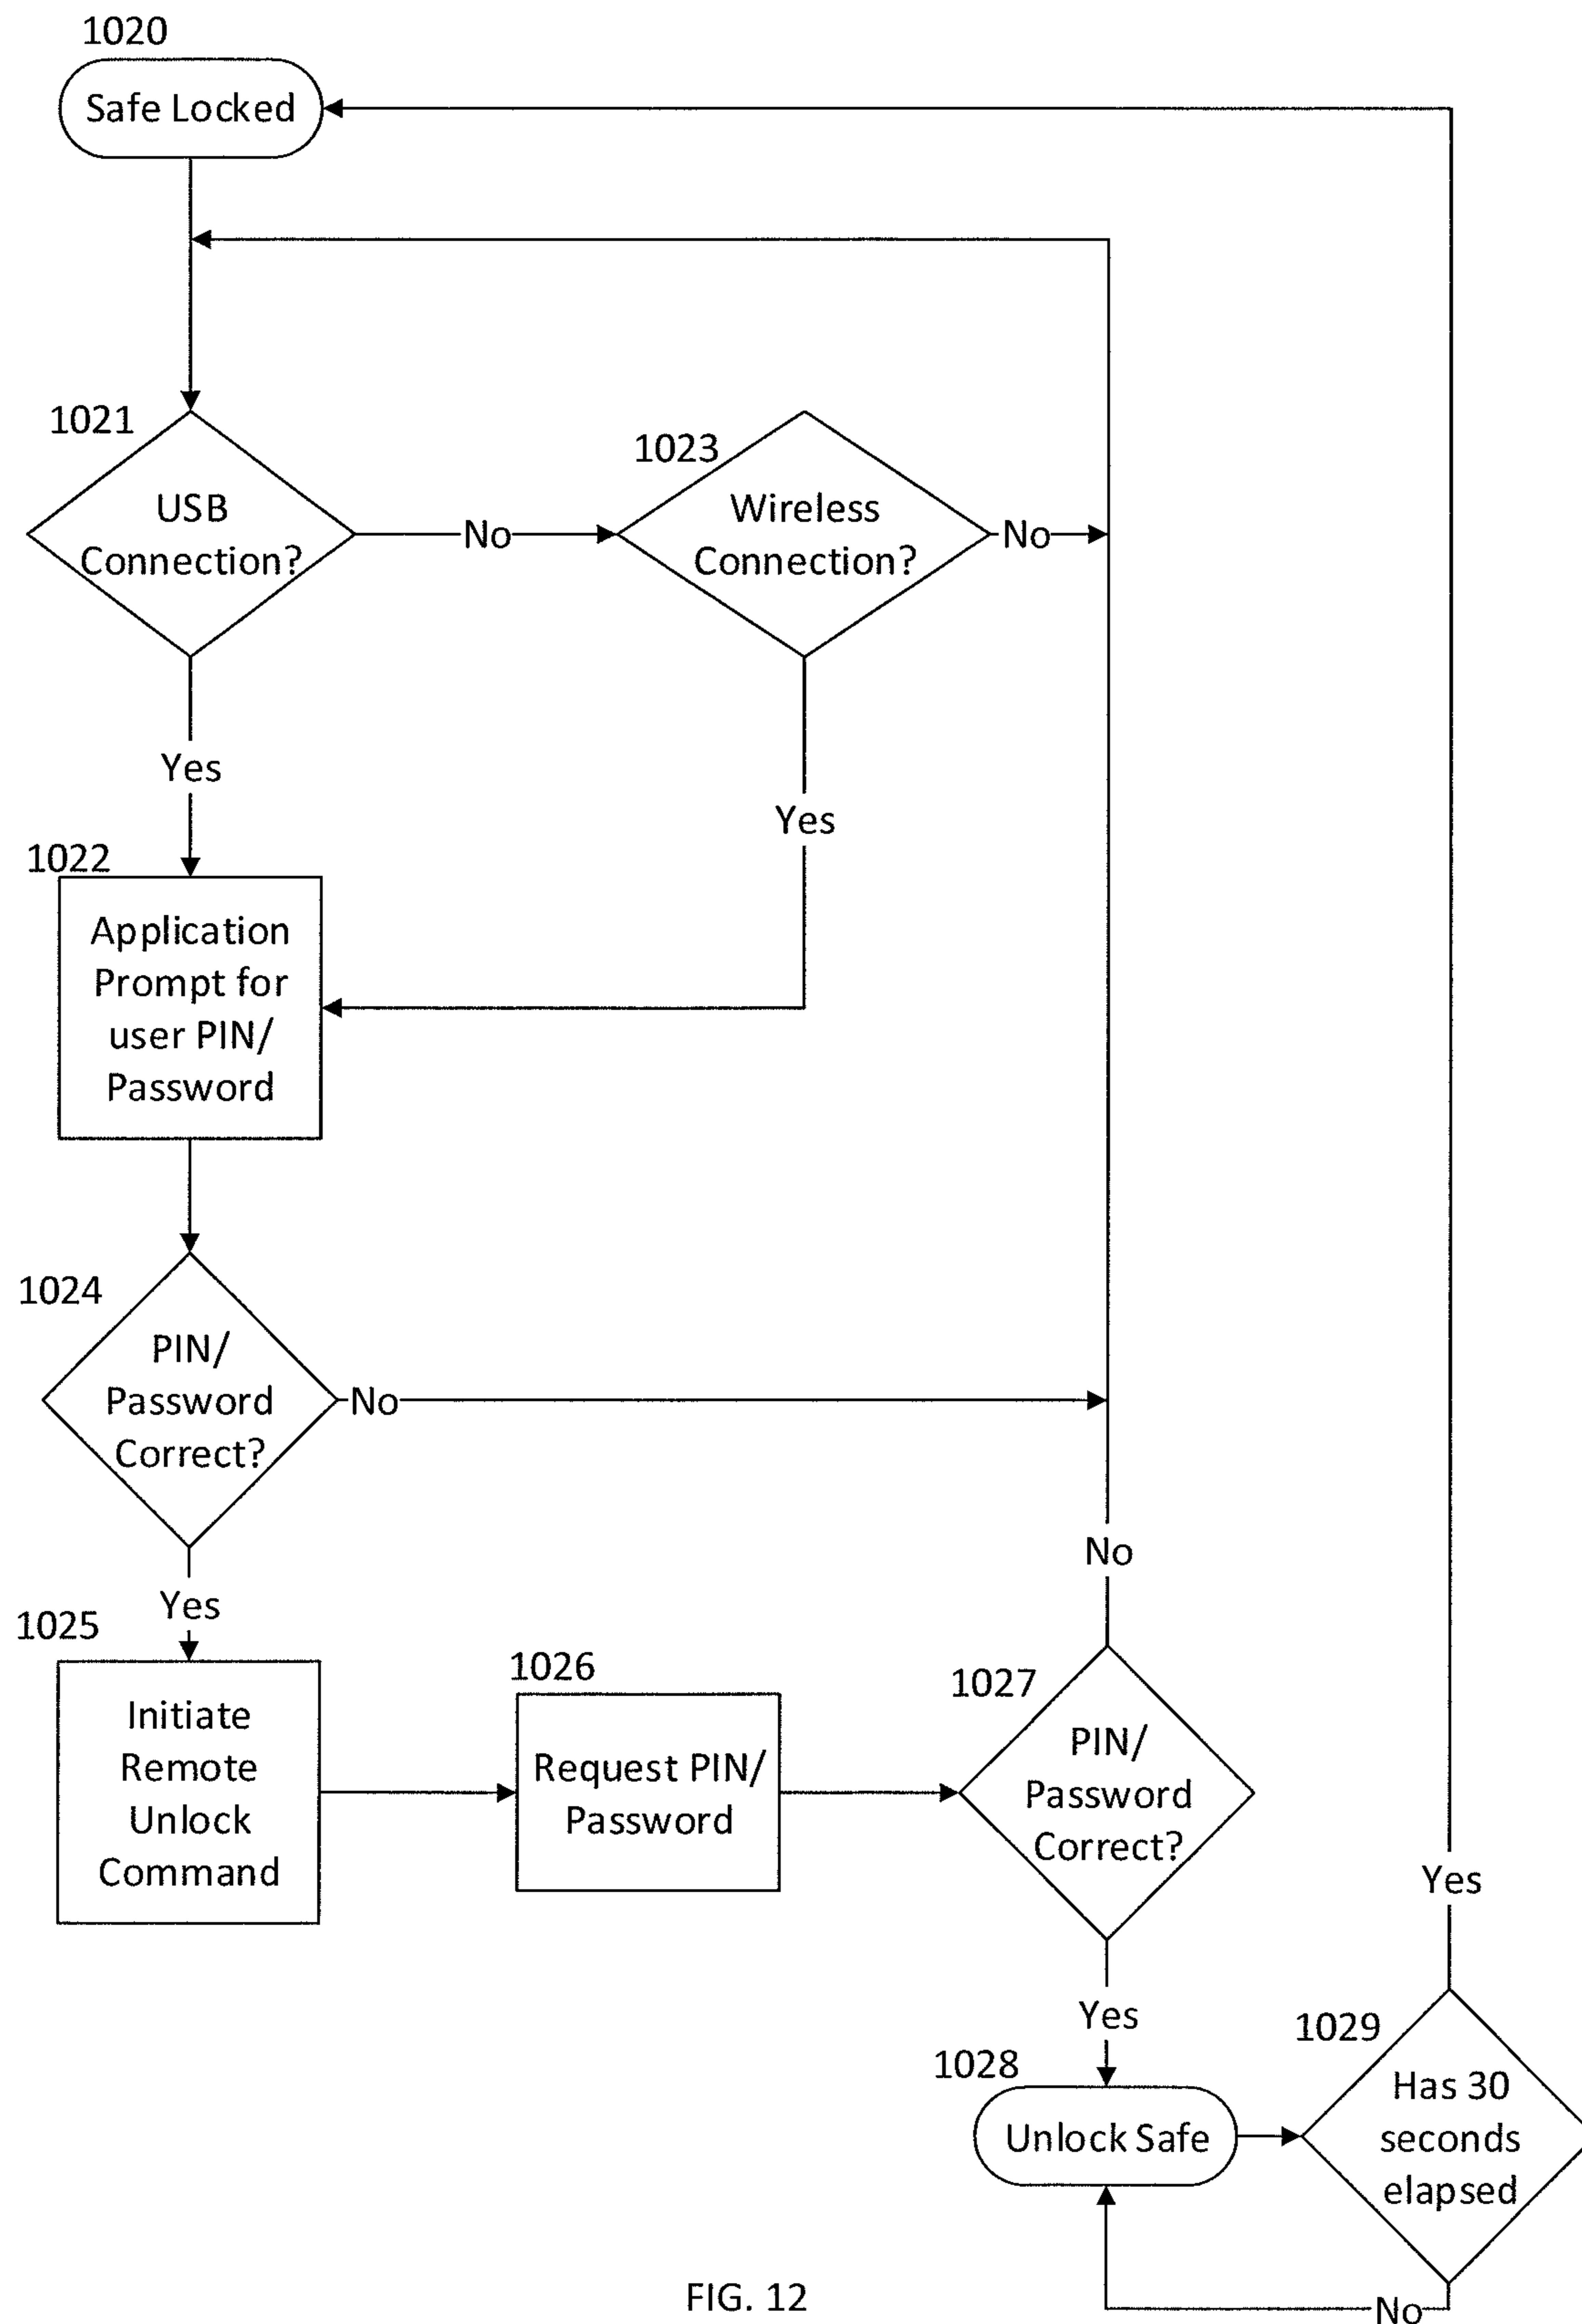 1020
Safe Locked
1021
USB
Connection?
No
1023
Wireless
Connection?
No
Yes
Yes
1022
Application
Prompt for
user PIN/
Password
1024
PIN/
Password
Correct?
No
No
Yes
1025
Initiate
Remote
Unlock
Command
1026
Request PIN/
Password
1027
PIN/
Password
Correct?
Yes
Yes
1028
Unlock Safe
1029
Has 30
seconds
elapsed
No
FIG. 12